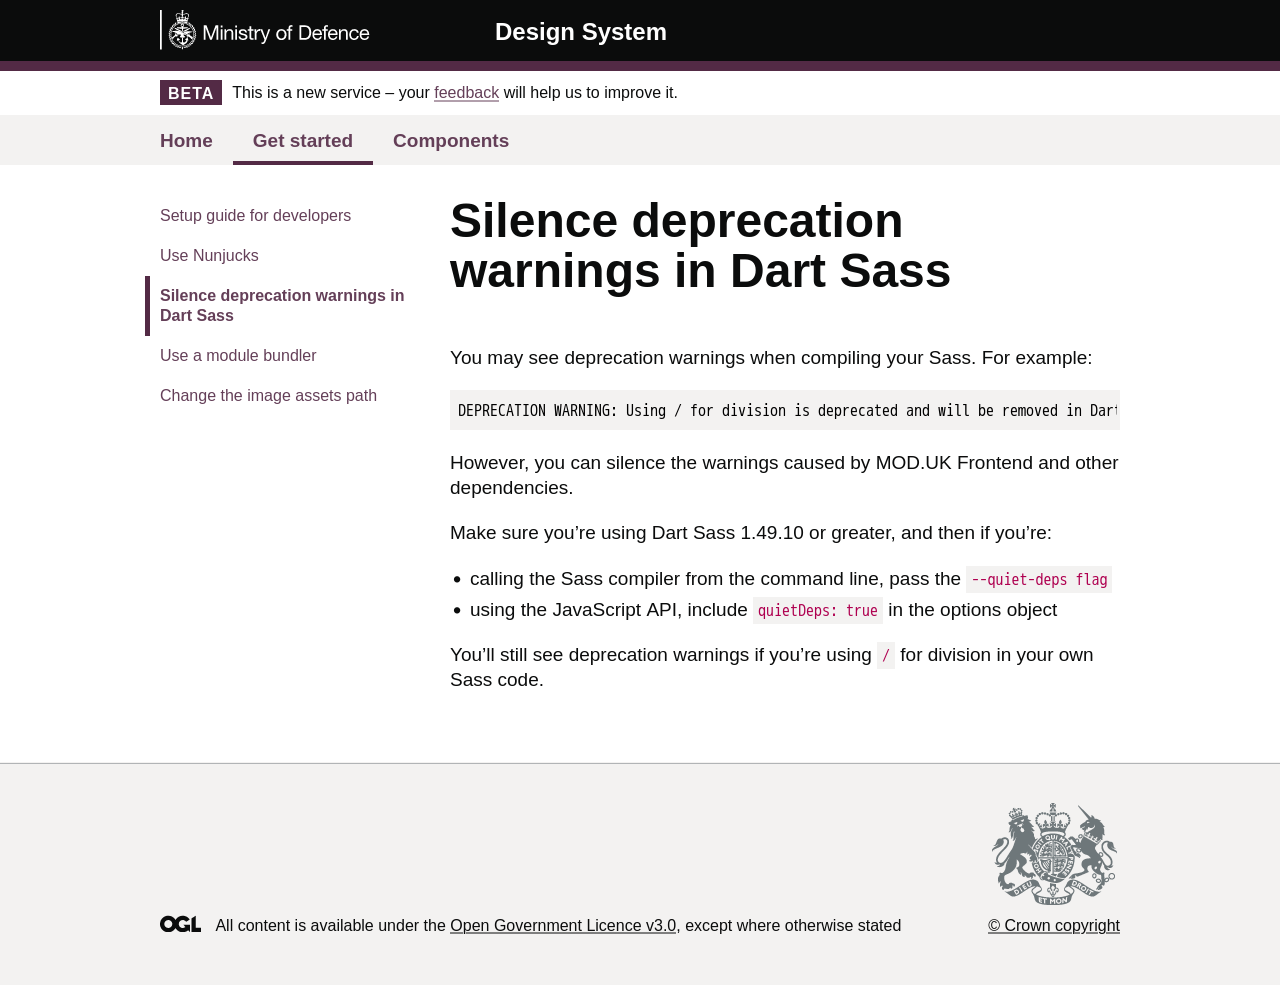 Ministry of Defence
Design System
BETA
This is a new service – your feedback will help us to improve it.
Home
Get started
Components
Setup guide for developers
Use Nunjucks
Silence deprecation warnings in
Dart Sass
Use a module bundler
Change the image assets path
Silence deprecation
warnings in Dart Sass
You may see deprecation warnings when compiling your Sass. For example:
DEPRECATION WARNING: Using / for division is deprecated and will be removed in Dart
However, you can silence the warnings caused by MOD.UK Frontend and other
dependencies.
Make sure you’re using Dart Sass 1.49.10 or greater, and then if you’re:
• calling the Sass compiler from the command line, pass the --quiet-deps flag
• using the JavaScript API, include quietDeps: true in the options object
You’ll still see deprecation warnings if you’re using / for division in your own
Sass code.
OGL
All content is available under the Open Government Licence v3.0, except where otherwise stated
© Crown copyright